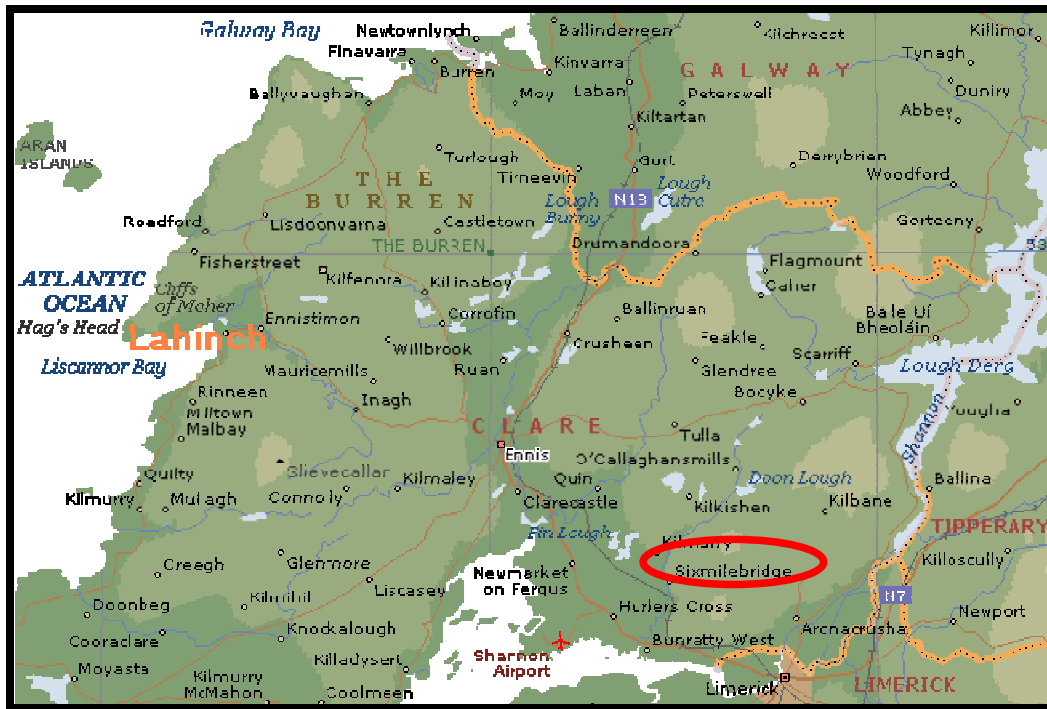 Galway Bay
Newtownlynch
Ballinderreen
Kilchreest
Killimor
Finavarra
Burren
Kinvarra
GALWAY
Tynagh
Ballyvaughan
Moy
Laban
Peterswell
Duniry
Abbey
Kiltartan
ARAN
ISLANDS
Turlough
Tirneevin
Gort
Derrybrien
Woodford
THE
BURREN
Lough
Bunny
N18
Lough
Cutra
Roadford
Lisdoonvarna
Castletown
Gorteeny
THE BURREN
Drumandoora
Fisherstreet
Flagmount
ATLANTIC
OCEAN
Cliffs
of Moher
Kilfenora
Kilinaboy
Caher
Hag's Head
Lahinch
Ennistimon
Corrofin
Ballinruan
Bale Uí
Bheoláin
Liscannor Bay
Willbrook
Crusheen
Feakle
Scarriff
Mauricemills
Ruan
Glendree
Lough Derg
Rinneen
Inagh
Bocyke
Miltown
Malbay
CLARE
Tulla
Shannon
Youglia
Ennis
O'Callaghansmills
Slievecallan
Quilty
Connolly
Kilmaley
Quin
Doon Lough
Ballina
Kilmurry
Mullagh
Clarecastle
Kilkishen
Kilbane
Fin Lough
TIPPERARY
Kilmurry
Creegh
Glenmore
Newmarket
on Fergus
Sixmilebridge
Killoscully
Doonbeg
Kilmihil
Liscasey
Hurlers Cross
N7
Newport
Cooraclare
Knockalough
Bunratty West
Ardnacrusha
Moyasta
Killadysert
Shannon
Airport
Kilmurry
McMahon
Coolmeen
Limerick
LIMERICK